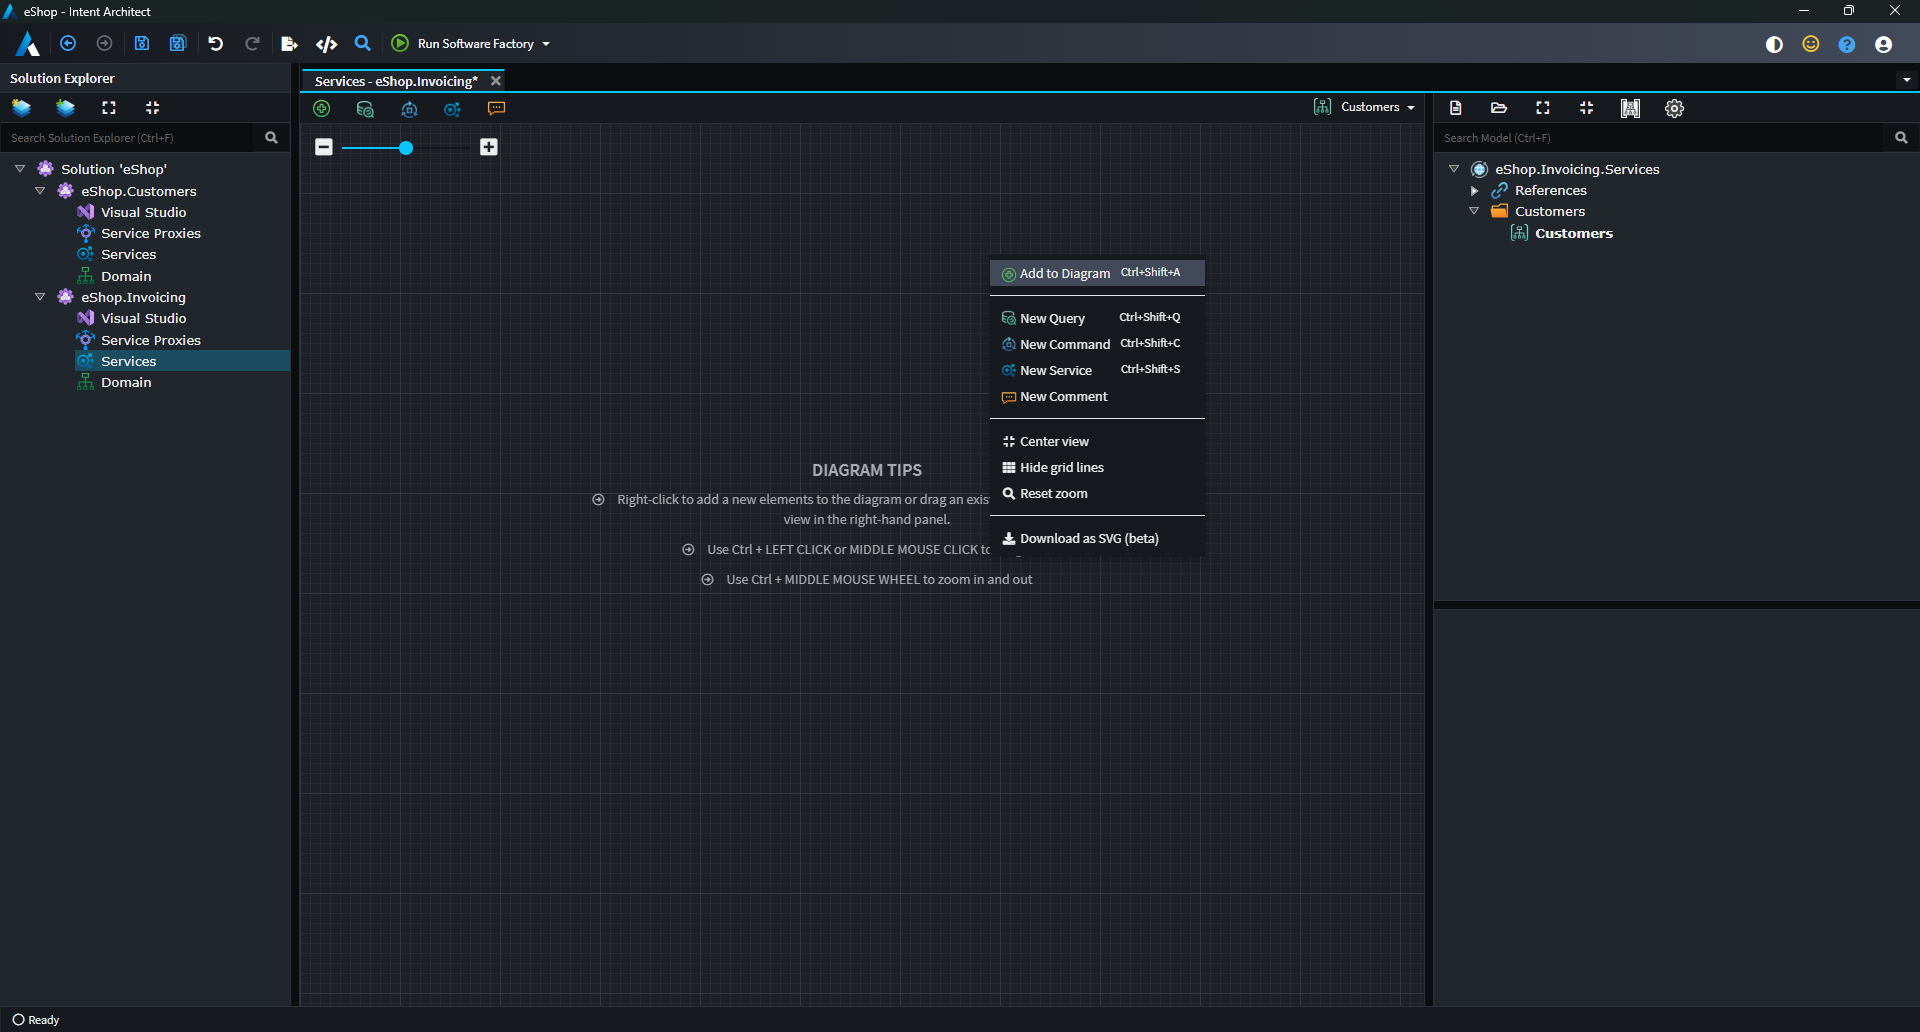 eShop - Intent Architect
Run Software Factory
Solution Explorer
Search Solution Explorer (Ctrl+F)
Solution 'eShop'
eShop.Customers
Visual Studio
Service Proxies
Services
Domain
eShop.Invoicing
Visual Studio
Service Proxies
Services
Domain
Services - eShop.Invoicing*
Customers
Add to Diagram Ctrl+Shift+A
New Query Ctrl+Shift+Q
New Command Ctrl+Shift+C
New Service Ctrl+Shift+S
New Comment
Center view
Hide grid lines
Reset zoom
Download as SVG (beta)
DIAGRAM TIPS
Right-click to add a new elements to the diagram or drag an exis
view in the right-hand panel.
Use Ctrl + LEFT CLICK or MIDDLE MOUSE CLICK to
Use Ctrl + MIDDLE MOUSE WHEEL to zoom in and out
Search Model (Ctrl+F)
eShop.Invoicing.Services
References
Customers
Customers
Ready